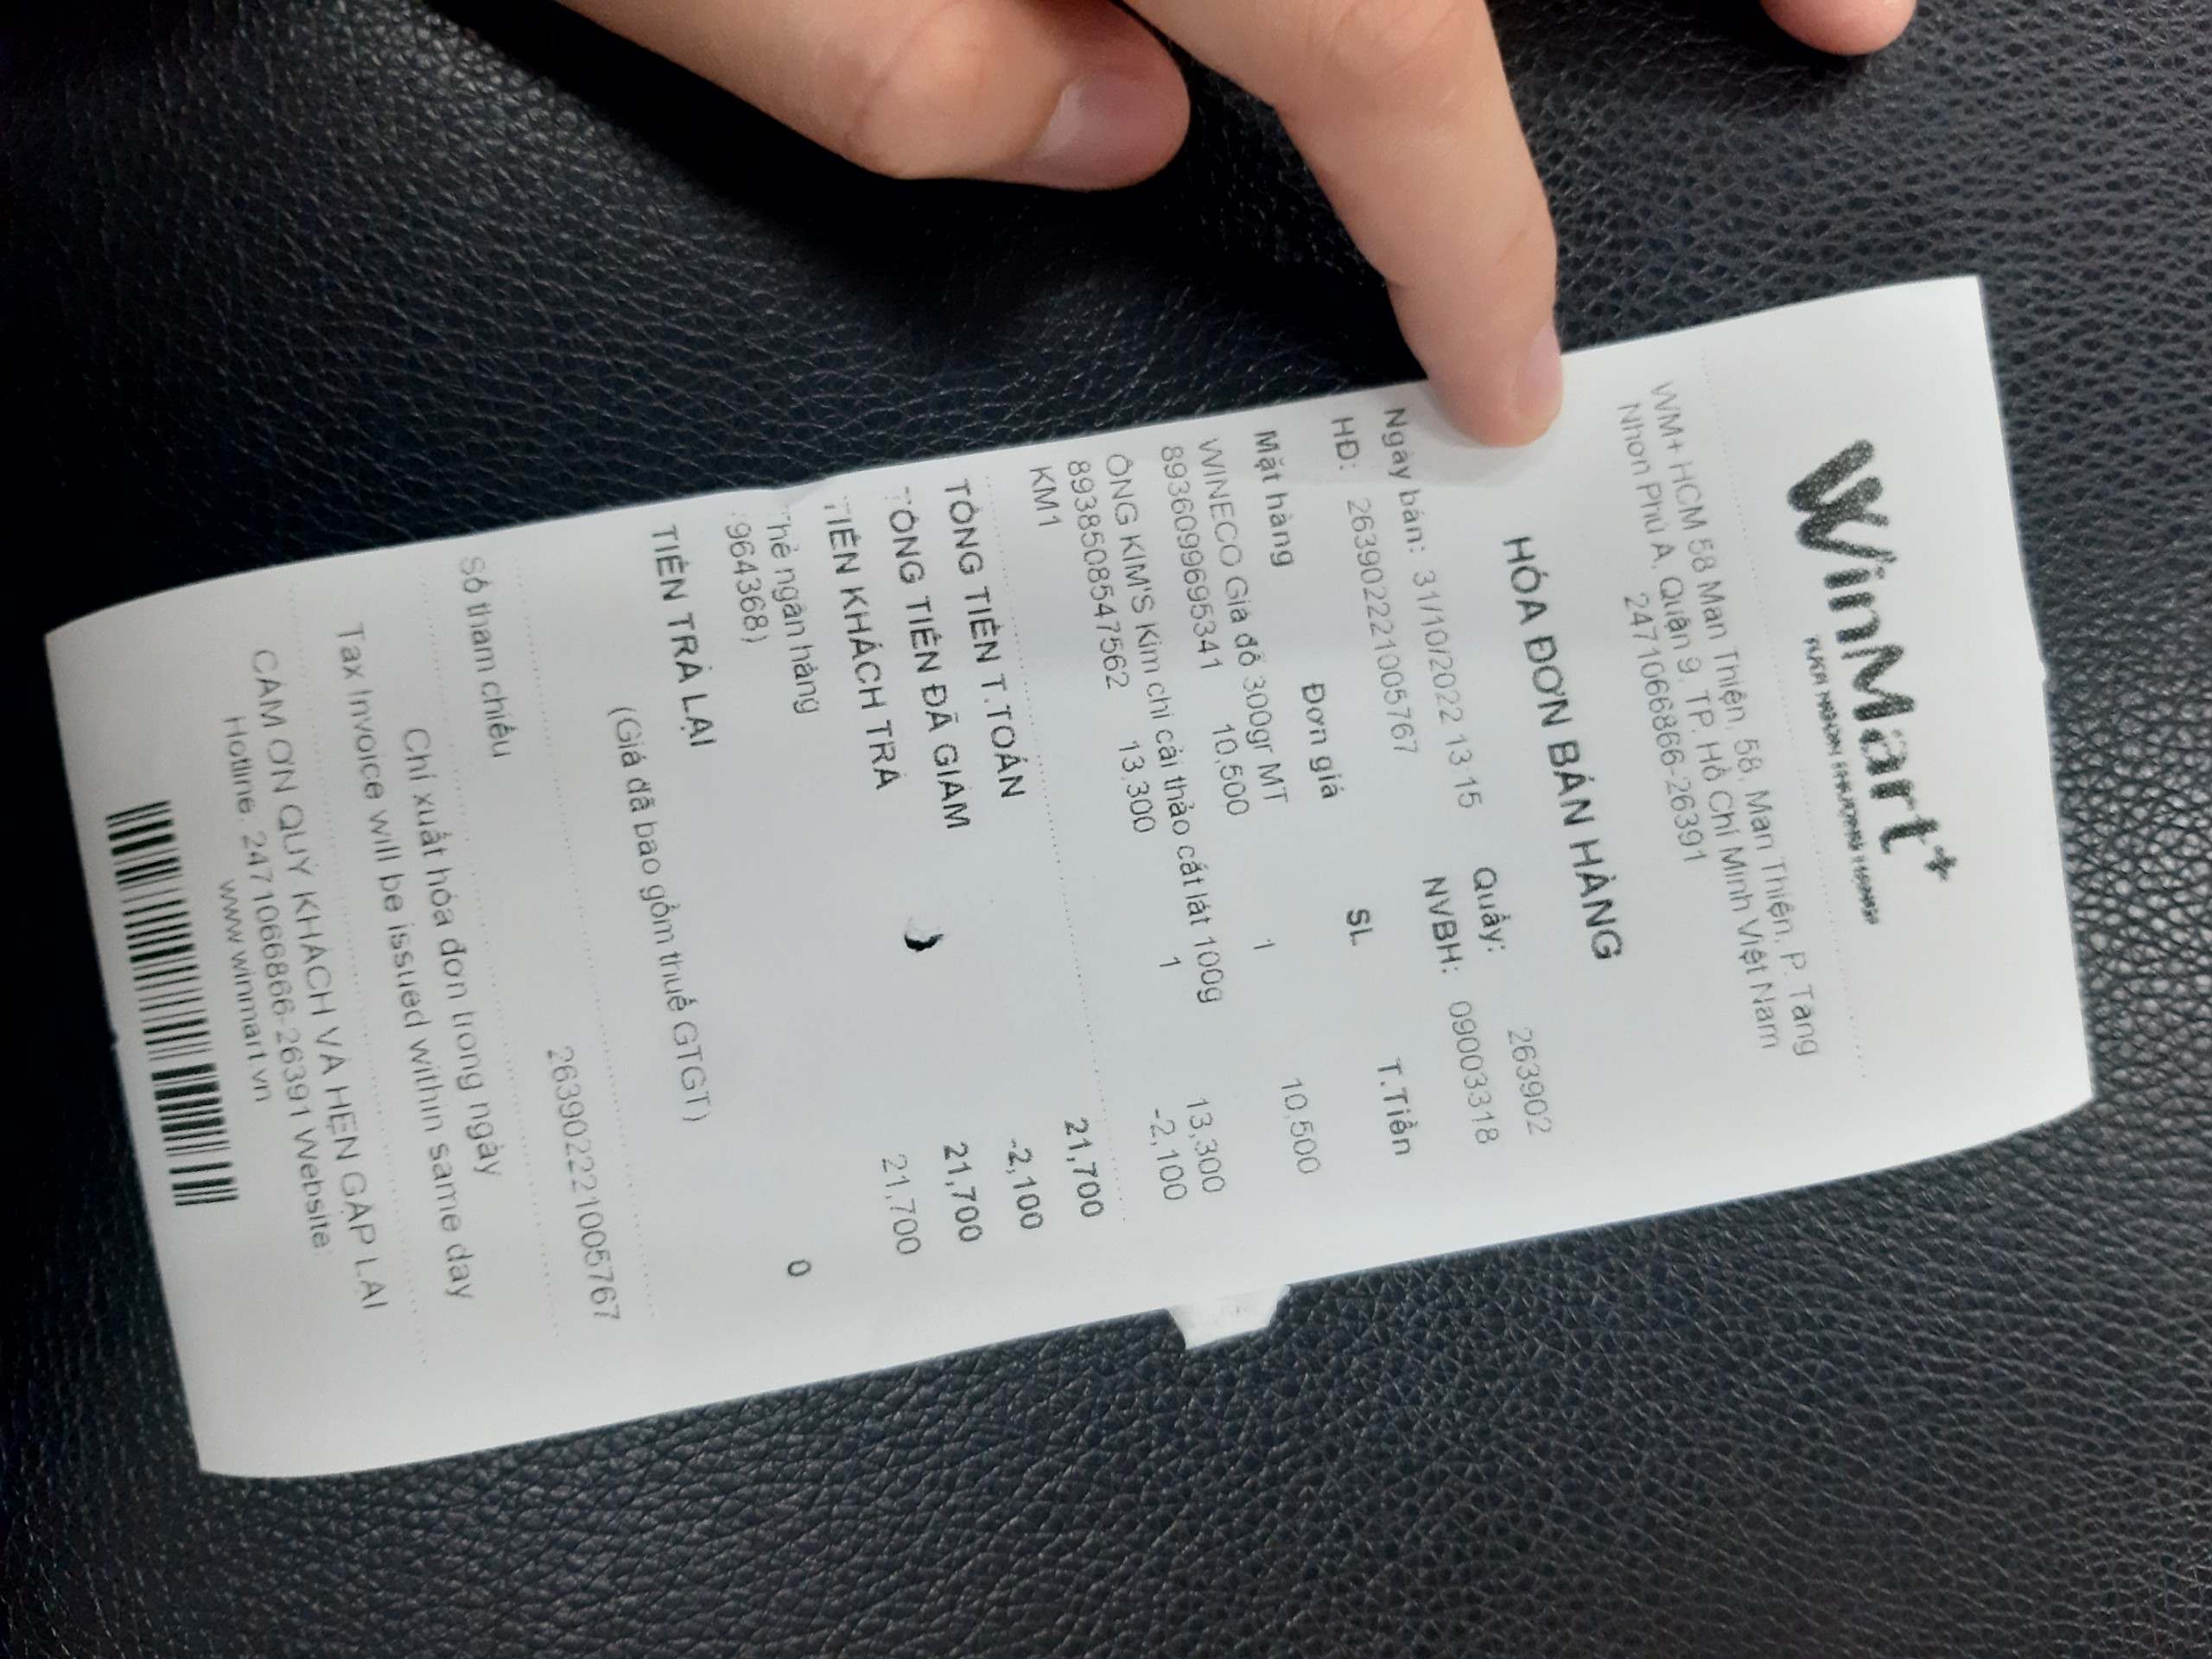 WinMart+
TƯƠI NGON THƯỢNG HẠNG!
WM+ HCM 58 Man Thiện, 58, Man Thiện, P. Tăng
Nhơn Phú A, Quận 9, TP. Hồ Chí Minh Việt Nam
2471066866-26391
HÓA ĐƠN BÁN HÀNG
Ngày bán: 31/10/2022 13:15 Quầy: 263902
HĐ: 263902221005767 NVBH: 09003318
Mặt hàng Đơn giá SL T.Tiền
WINECO Giá đỗ 300gr MT
8936099695341 10,500 1 10,500
ÔNG KIM'S Kim chi cải thảo cắt lát 100g
8938508547562 13,300 1 13,300
KM1 -2,100
TỔNG TIỀN T.TOÁN 21,700
TỔNG TIỀN ĐÃ GIẢM -2,100
TIỀN KHÁCH TRẢ 21,700
Thẻ ngân hàng 21,700
964368)
TIỀN TRẢ LẠI 0
(Giá đã bao gồm thuế GTGT)
Số tham chiếu 263902221005767
Chỉ xuất hóa đơn trong ngày
Tax Invoice will be issued within same day
CẢM ƠN QUÝ KHÁCH VÀ HẸN GẶP LẠI
Hotline: 2471066866-26391 Website:
www.winmart.vn